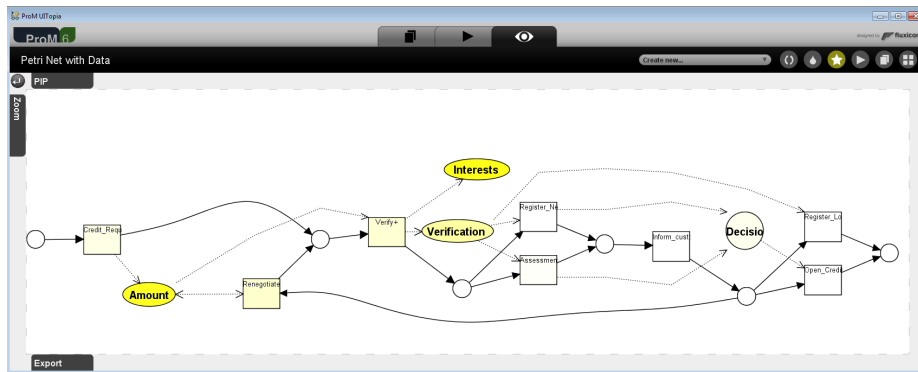 ProM UITopia
ProM 6
designed by fluxicon
Petri Net with Data
Create new...
PIP
Zoom
Interests
Credit_Requ
Verify+
Verification
Register_Ne
Inform_cust
Decisio
Register_Lo
Assessmen
Open_Credi
Amount
Renegotiate
Export